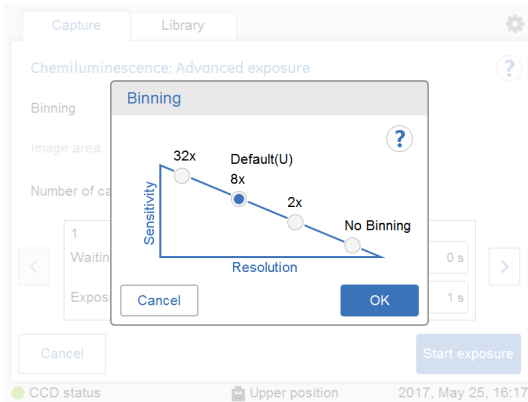 Capture
Library
Chemiluminescence: Advanced exposure
?
Binning
Image area
Number of ca
Binning
?
32x
Default(U)
8x
2x
No Binning
Sensitivity
Resolution
Cancel
OK
1
Waitin
0 s
Expos
1 s
<
>
Cancel
Start exposure
CCD status
Upper position
2017, May 25, 16:17